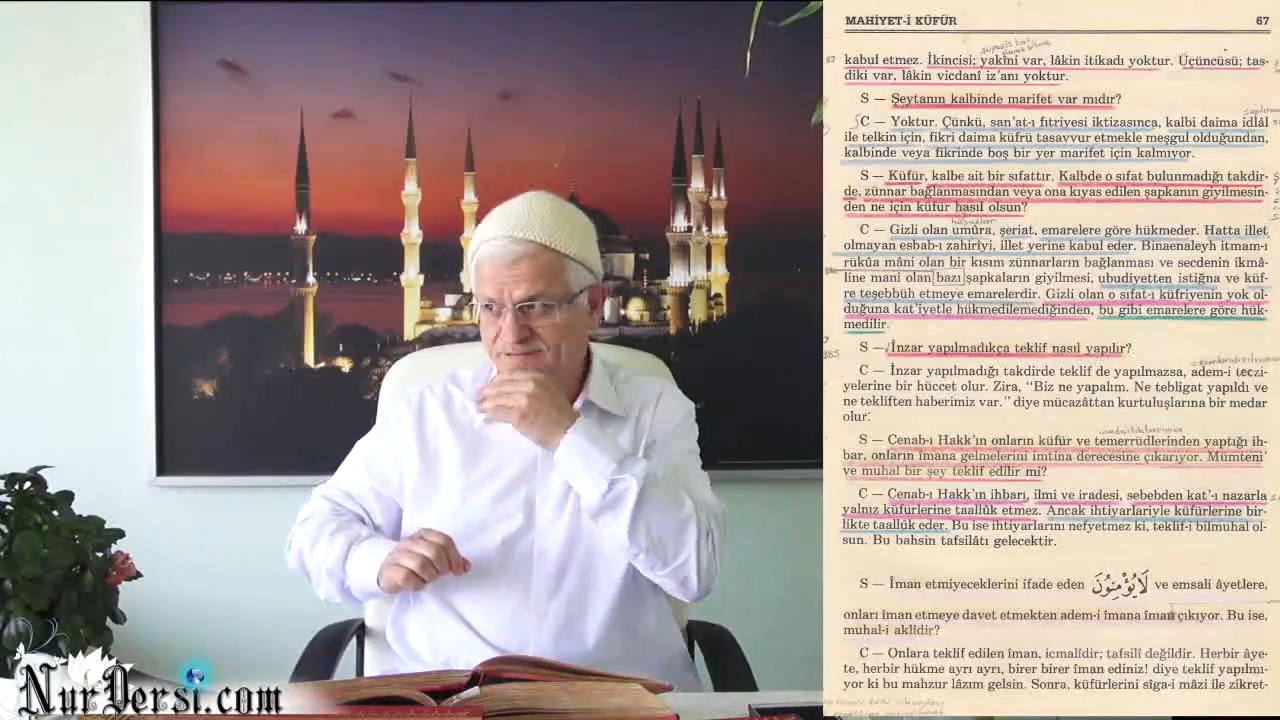 MAHİYET-İ KÜFÜR 67
kabul etmez. İkincisi; yakînî var, lâkin îtikadı yoktur. Üçüncüsü; tas-
diki var, lâkin vicdanî iz'anı yoktur.
S — Şeytanın kalbinde marifet var mıdır?
C — Yoktur. Çünkü, san'at-ı fıtriyesi iktizasınca, kalbi daima idlâl
ile telkin için, fikri daima küfrü tasavvur etmekle meşgul olduğundan,
kalbinde veya fikrinde boş bir yer marifet için kalmıyor.
S — Küfür, kalbe ait bir sıfattır. Kalbde o sıfat bulunmadığı takdir-
de, zünnar bağlanmasından veya ona kıyas edilen şapkanın giyilmesin-
den ne için küfür hasıl olsun?
C — Gizli olan umûra, şeriat, emarelere göre hükmeder. Hatta illet
olmayan esbab-ı zahirîyi, illet yerine kabul eder. Binaenaleyh itmam-ı
rükûa mâni olan bir kısım zünnarların bağlanması ve secdenin ikmâ-
line mani olan bazı şapkaların giyilmesi, ubudiyetten istiğna ve küf-
re teşebbüh etmeye emarelerdir. Gizli olan o sıfat-ı küfriyenin yok ol-
duğuna kat'iyetle hükmedilemediğinden, bu gibi emarelere göre hük-
medilir.
S — İnzar yapılmadıkça teklif nasıl yapılır?
C — İnzar yapılmadığı takdirde teklif de yapılmazsa, adem-i teczi-
yelerine bir hüccet olur. Zira, "Biz ne yapalım. Ne tebligat yapıldı ve
ne tekliften haberimiz var." diye mücazâttan kurtuluşlarına bir medar
olur.
S — Cenab-ı Hakk'ın onların küfür ve temerrüdlerinden yaptığı ih-
bar, onların îmana gelmelerini imtina derecesine çıkarıyor. Mümteni'
ve muhal bir şey teklif edilir mi?
C — Cenab-ı Hakk'ın ihbarı, ilmi ve iradesi, sebebden kat'-ı nazarla
yalnız küfürlerine taallûk etmez. Ancak ihtiyarlariyle küfürlerine bir-
likte taallûk eder. Bu ise ihtiyarlarını nefyetmez ki, teklif-i bilmuhal ol-
sun. Bu bahsin tafsilâtı gelecektir.
S — Îman etmiyeceklerini ifade eden لَا يُؤْمِنُونَ ve emsali âyetlere,
onları îman etmeye davet etmekten adem-i îmana îman çıkıyor. Bu ise,
muhal-i aklîdir?
C — Onlara teklif edilen îman, icmalîdir; tafsilî değildir. Herbir âye-
te, herbir hükme ayrı ayrı, birer birer îman ediniz! diye teklif yapılmı-
yor ki bu mahzur lâzım gelsin. Sonra, küfürlerini sîga-i mâzi ile zikret-
NurDersi.com